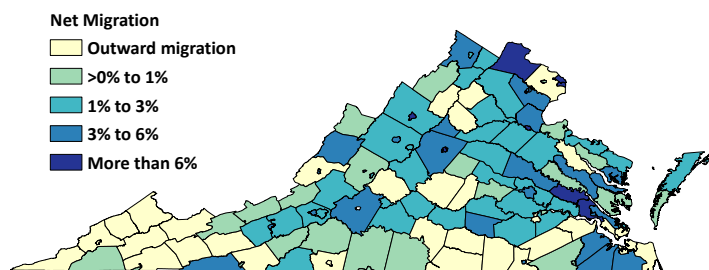 Net Migration
Outward migration
>0% to 1%
1% to 3%
3% to 6%
More than 6%